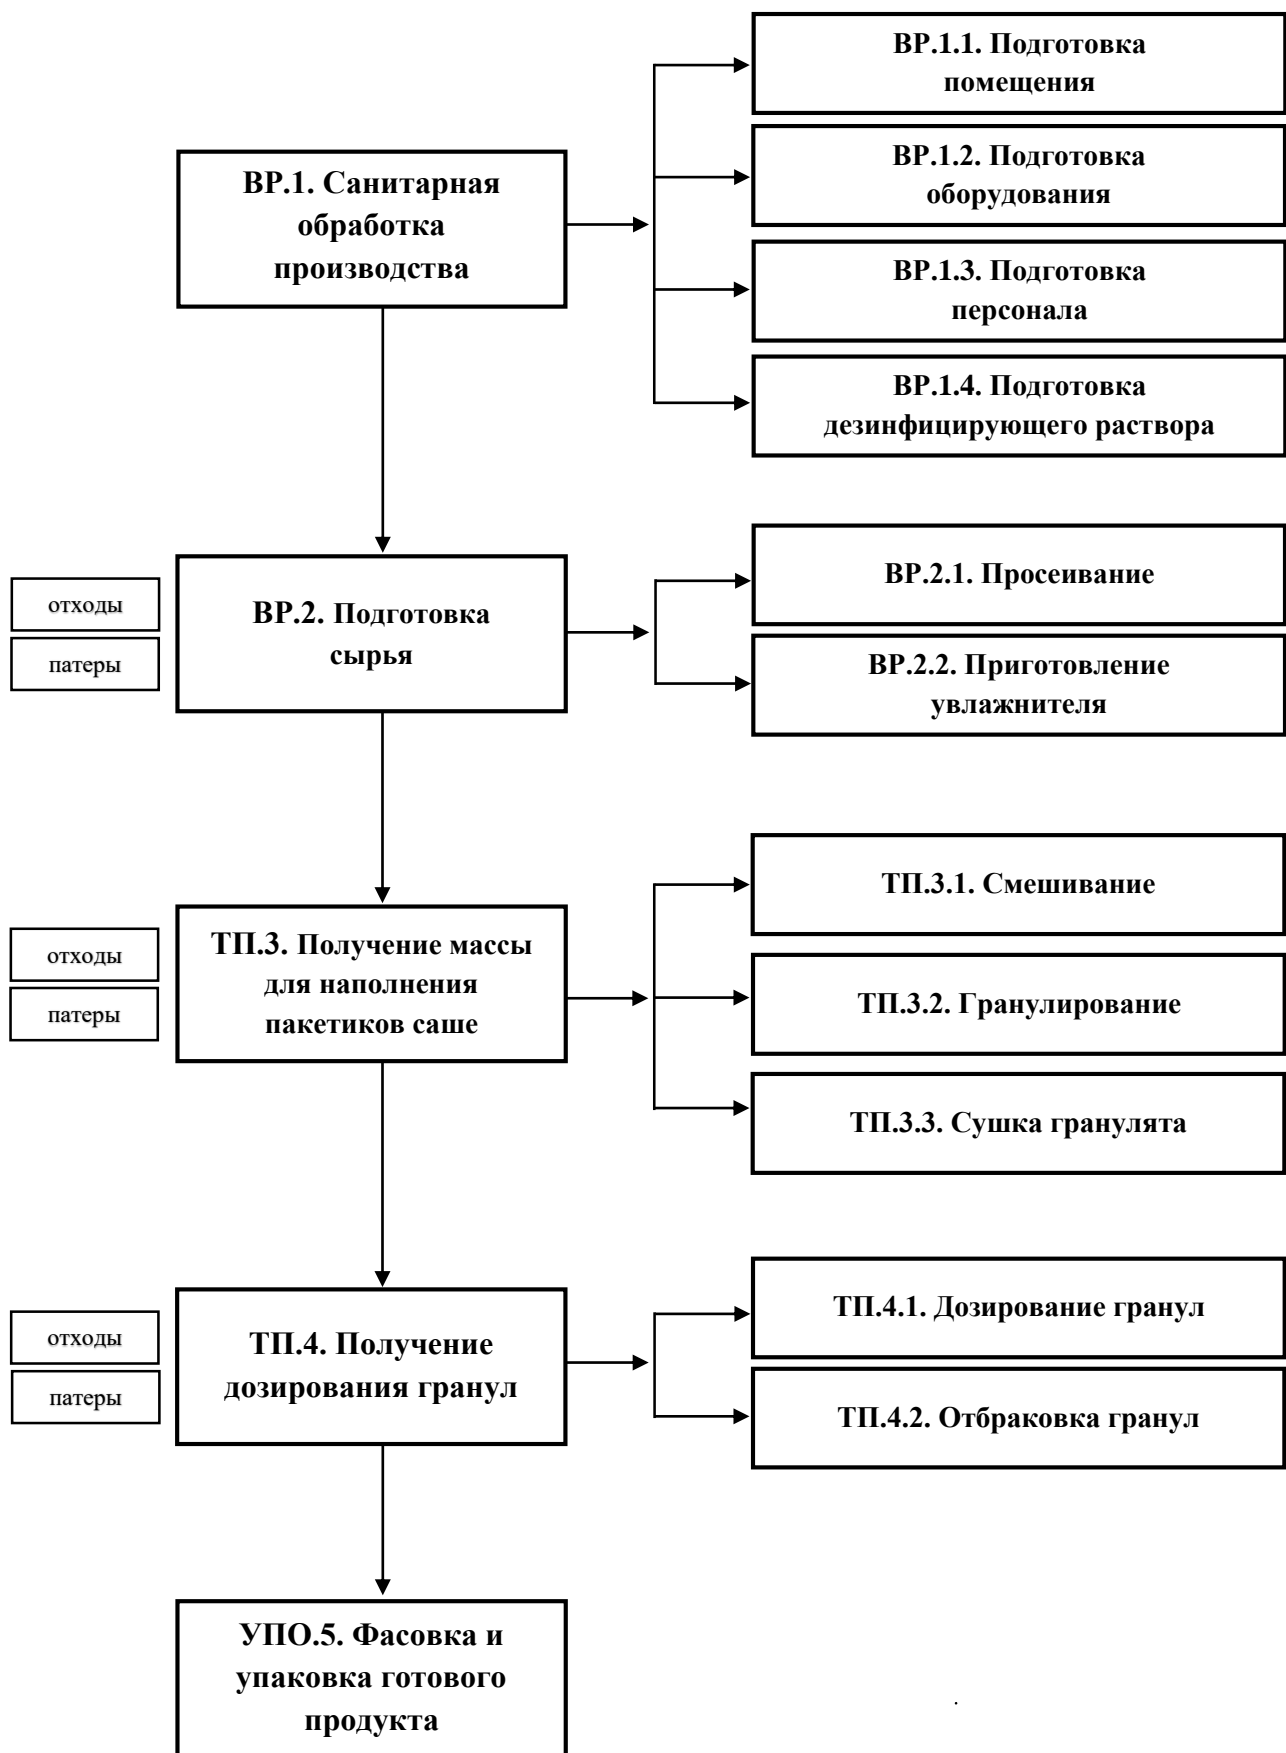 ВР.1.1. Подготовка
помещения
ВР.1.2. Подготовка
оборудования
ВР.1. Санитарная
обработка
производства
ВР.1.3. Подготовка
персонала
ВР.1.4. Подготовка
дезинфицирующего раствора
ВР.2.1. Просеивание
отходы
ВР.2. Подготовка
сырья
патеры
ВР.2.2. Приготовление
увлажнителя
ТП.3.1. Смешивание
отходы
ТП.3. Получение массы
для наполнения
пакетиков саше
патеры
ТП.3.2. Гранулирование
ТП.3.3. Сушка гранулята
ТП.4.1. Дозирование гранул
отходы
ТП.4. Получение
дозирования гранул
патеры
ТП.4.2. Отбраковка гранул
УПО.5. Фасовка и
упаковка готового
продукта
.